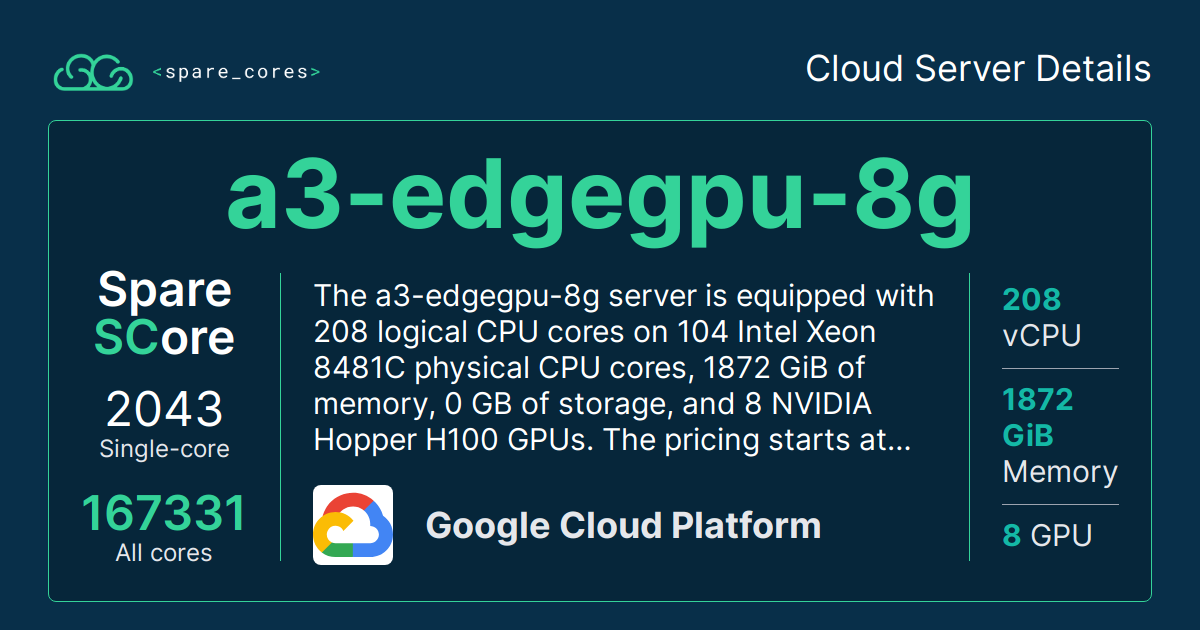 <spare_cores>
Cloud Server Details
a3-edgegpu-8g
Spare
SCore
2043
Single-core
167331
All cores
The a3-edgegpu-8g server is equipped with
208 logical CPU cores on 104 Intel Xeon
8481C physical CPU cores, 1872 GiB of
memory, 0 GB of storage, and 8 NVIDIA
Hopper H100 GPUs. The pricing starts at...
Google Cloud Platform
208
vCPU
1872
GiB
Memory
8 GPU